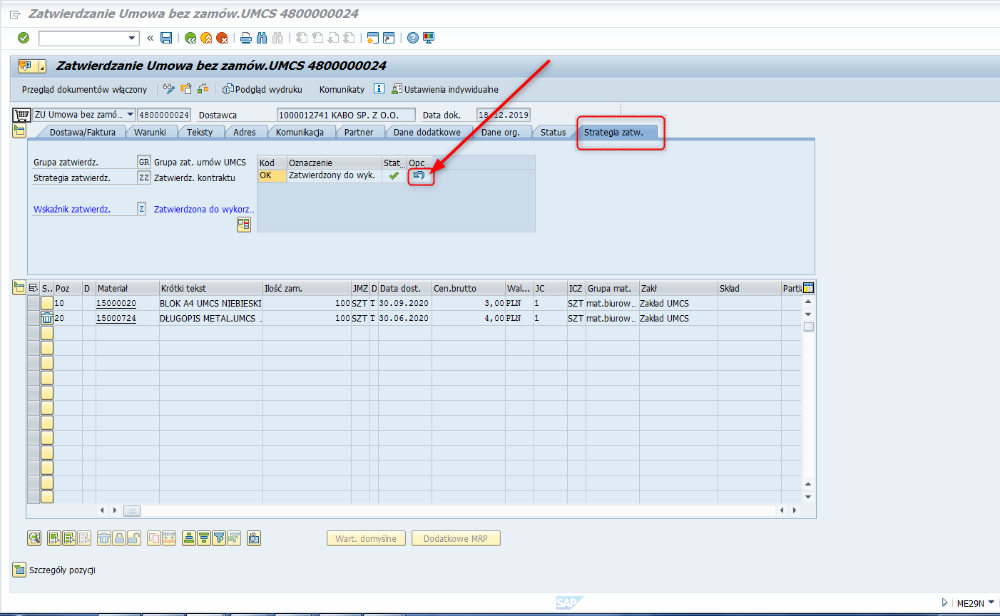 Zatwierdzanie Umowa bez zamów.UMCS 4800000024
Zatwierdzanie Umowa bez zamów.UMCS 4800000024
Przegląd dokumentów włączony Podgląd wydruku Komunikaty Ustawienia indywidualne
ZU Umowa bez zamó... 4800000024 Dostawca 1000012741 KABO SP. Z O.O. Data dok. 18.12.2019
Dostawa/Faktura Warunki Teksty Adres Komunikacja Partner Dane dodatkowe Dane org. Status Strategia zatw.
Grupa zatwierdz. GR Grupa zat. umów UMCS
Strategia zatwierdz. ZZ Zatwierdz. kontraktu
Wskaźnik zatwierdz. Z Zatwierdzona do wykorz...
Kod Oznaczenie Stat... Opc...
OK Zatwierdzony do wyk.
S.. Poz D Materiał Krótki tekst Ilość zam. JMZ D Data dost. Cen.brutto Wal... JC ICZ Grupa mat. Zakł Skład Parti
10 15000020 BLOK A4 UMCS NIEBIESKI 100 SZT T 30.09.2020 3,00 PLN 1 SZT mat.biurow... Zakład UMCS
20 15000724 DŁUGOPIS METAL.UMCS .. 100 SZT T 30.06.2020 4,00 PLN 1 SZT mat.biurow... Zakład UMCS
Wart. domyślne Dodatkowe MRP
Szczegóły pozycji
SAP
ME29N